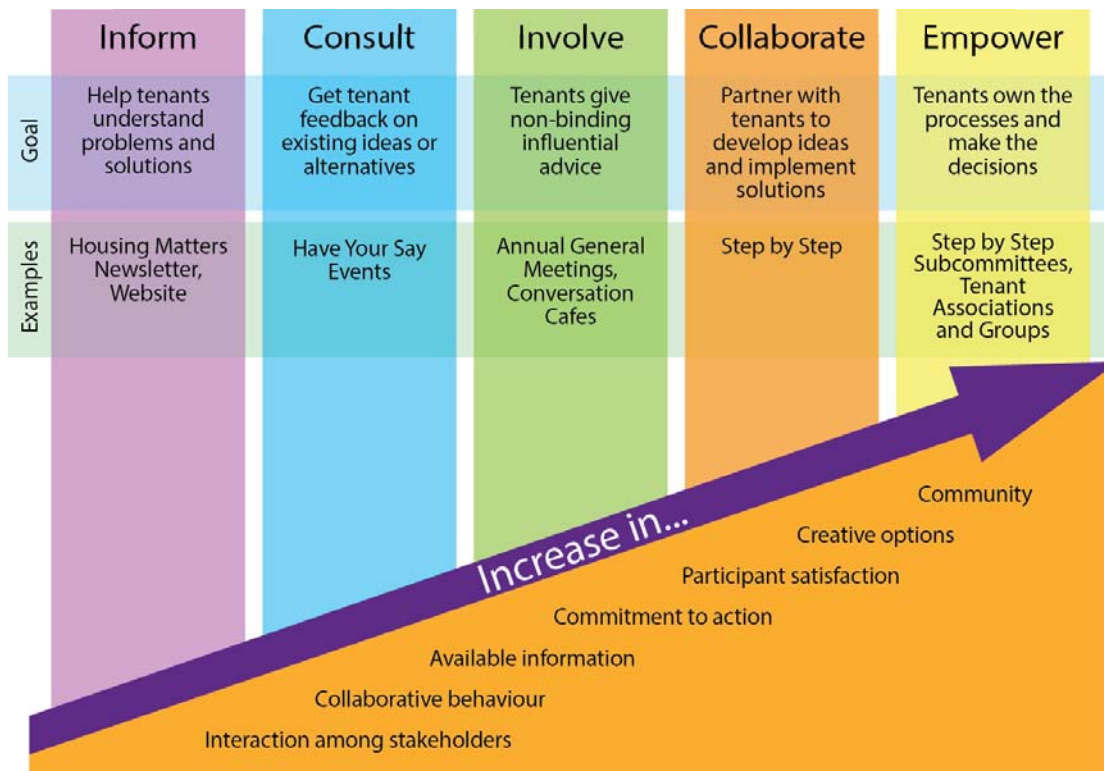 Inform
Consult
Involve
Collaborate
Empower
Goal
Help tenants
understand
problems and
solutions
Get tenant
feedback on
existing ideas or
alternatives
Tenants give
non-binding
influential
advice
Partner with
tenants to
develop ideas
and implement
solutions
Tenants own the
processes and
make the
decisions
Examples
Housing Matters
Newsletter,
Website
Have Your Say
Events
Annual General
Meetings,
Conversation
Cafes
Step by Step
Step by Step
Subcommittees,
Tenant
Associations
and Groups
Increase in...
Community
Creative options
Participant satisfaction
Commitment to action
Available information
Collaborative behaviour
Interaction among stakeholders